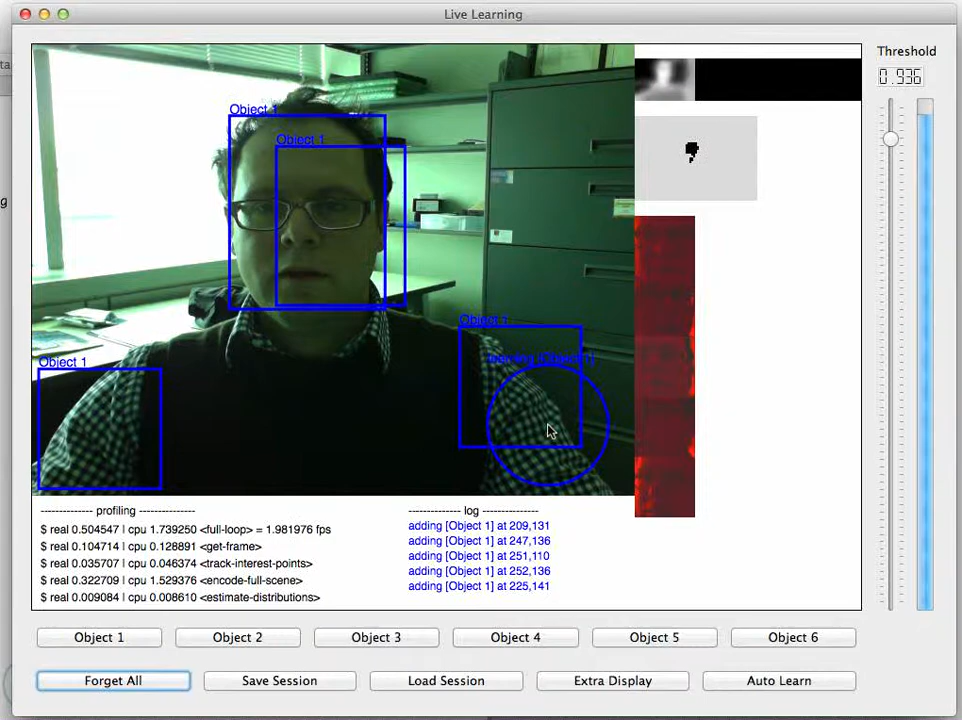 Live Learning
Threshold
0.936
Object 1
Object 1
Object 1
learning [Object 1]
Object 1
-------------- profiling ---------------
$ real 0.504547 | cpu 1.739250 <full-loop> = 1.981976 fps
$ real 0.104714 | cpu 0.128891 <get-frame>
$ real 0.035707 | cpu 0.046374 <track-interest-points>
$ real 0.322709 | cpu 1.529376 <encode-full-scene>
$ real 0.009084 | cpu 0.008610 <estimate-distributions>
-------------- log ---------------
adding [Object 1] at 209,131
adding [Object 1] at 247,136
adding [Object 1] at 251,110
adding [Object 1] at 252,136
adding [Object 1] at 225,141
Object 1
Object 2
Object 3
Object 4
Object 5
Object 6
Forget All
Save Session
Load Session
Extra Display
Auto Learn